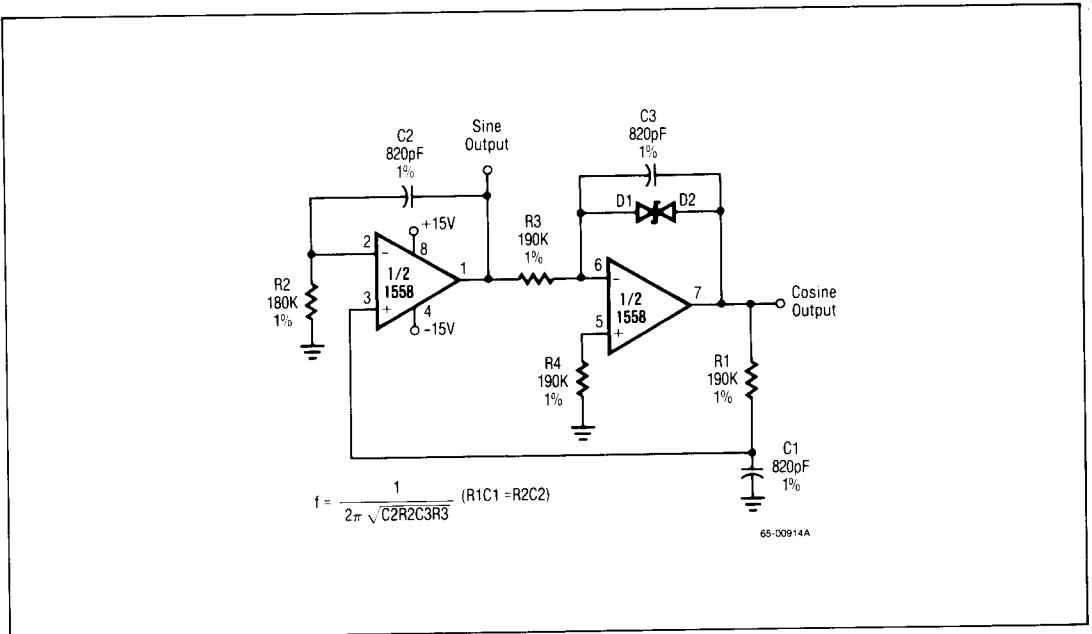 C2
820pF
1%
Sine
Output
C3
820pF
1%
D1
D2
+15V
R3
190K
1%
2
-
8
1/2
1558
1
3
+
4
-15V
R2
180K
1%
6
-
1/2
1558
7
5
+
Cosine
Output
R4
190K
1%
R1
190K
1%
C1
820pF
1%
f = 1 / 2π √C2R2C3R3 (R1C1 =R2C2)
65-00914A